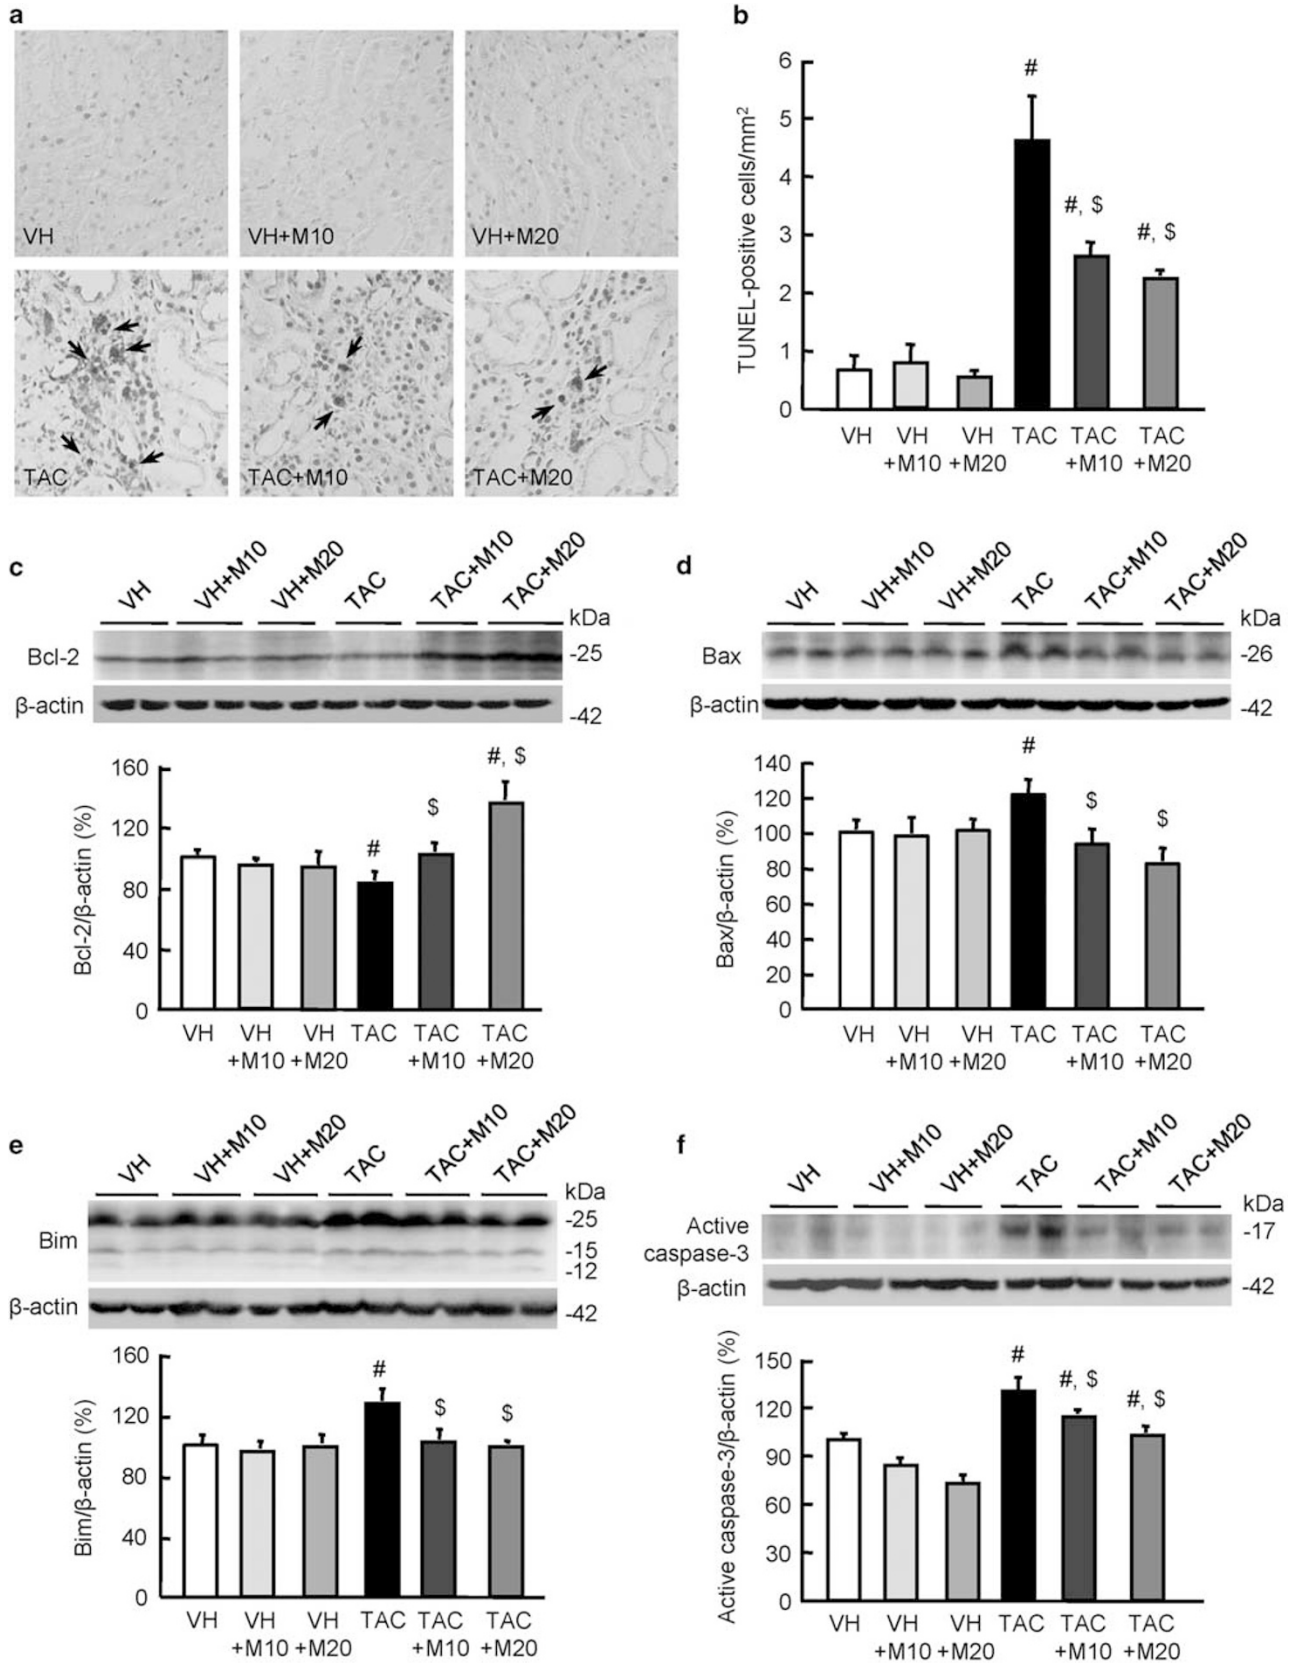 a
VH
VH+M10
VH+M20
TAC
TAC+M10
TAC+M20
b
TUNEL-positive cells/mm²
6
5
4
3
2
1
0
#
#, $
#, $
VH
VH
+M10
VH
+M20
TAC
TAC
+M10
TAC
+M20
c
VH
VH+M10
VH+M20
TAC
TAC+M10
TAC+M20
kDa
Bcl-2
-25
β-actin
-42
Bcl-2/β-actin (%)
160
120
80
40
0
#
$
#, $
VH
VH
+M10
VH
+M20
TAC
TAC
+M10
TAC
+M20
d
VH
VH+M10
VH+M20
TAC
TAC+M10
TAC+M20
kDa
Bax
-26
β-actin
-42
Bax/β-actin (%)
140
120
100
80
60
40
20
0
#
$
$
VH
VH
+M10
VH
+M20
TAC
TAC
+M10
TAC
+M20
e
VH
VH+M10
VH+M20
TAC
TAC+M10
TAC+M20
kDa
Bim
-25
-15
-12
β-actin
-42
Bim/β-actin (%)
160
120
80
40
0
#
$
$
VH
VH
+M10
VH
+M20
TAC
TAC
+M10
TAC
+M20
f
VH
VH+M10
VH+M20
TAC
TAC+M10
TAC+M20
kDa
Active
caspase-3
-17
β-actin
-42
Active caspase-3/β-actin (%)
150
120
90
60
30
0
#
#, $
#, $
VH
VH
+M10
VH
+M20
TAC
TAC
+M10
TAC
+M20